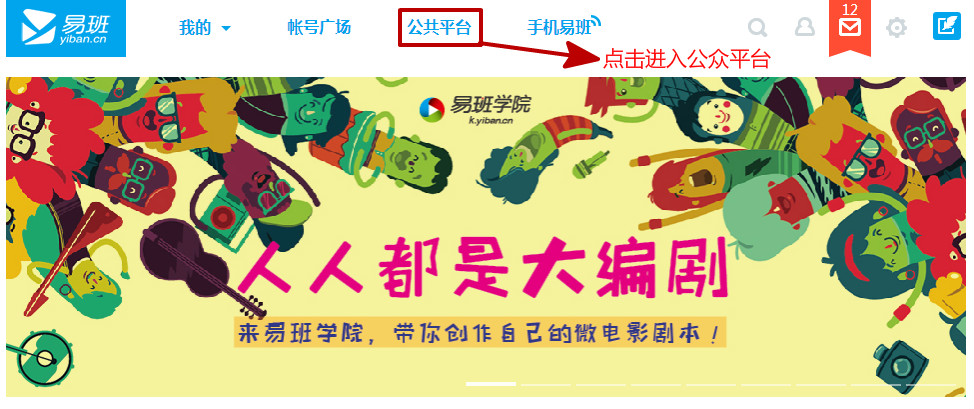 易班
yiban.cn
我的
帐号广场
公共平台
手机易班
12
点击进入公众平台
易班学院
k.yiban.cn
人人都是大编剧
来易班学院，带你创作自己的微电影剧本！